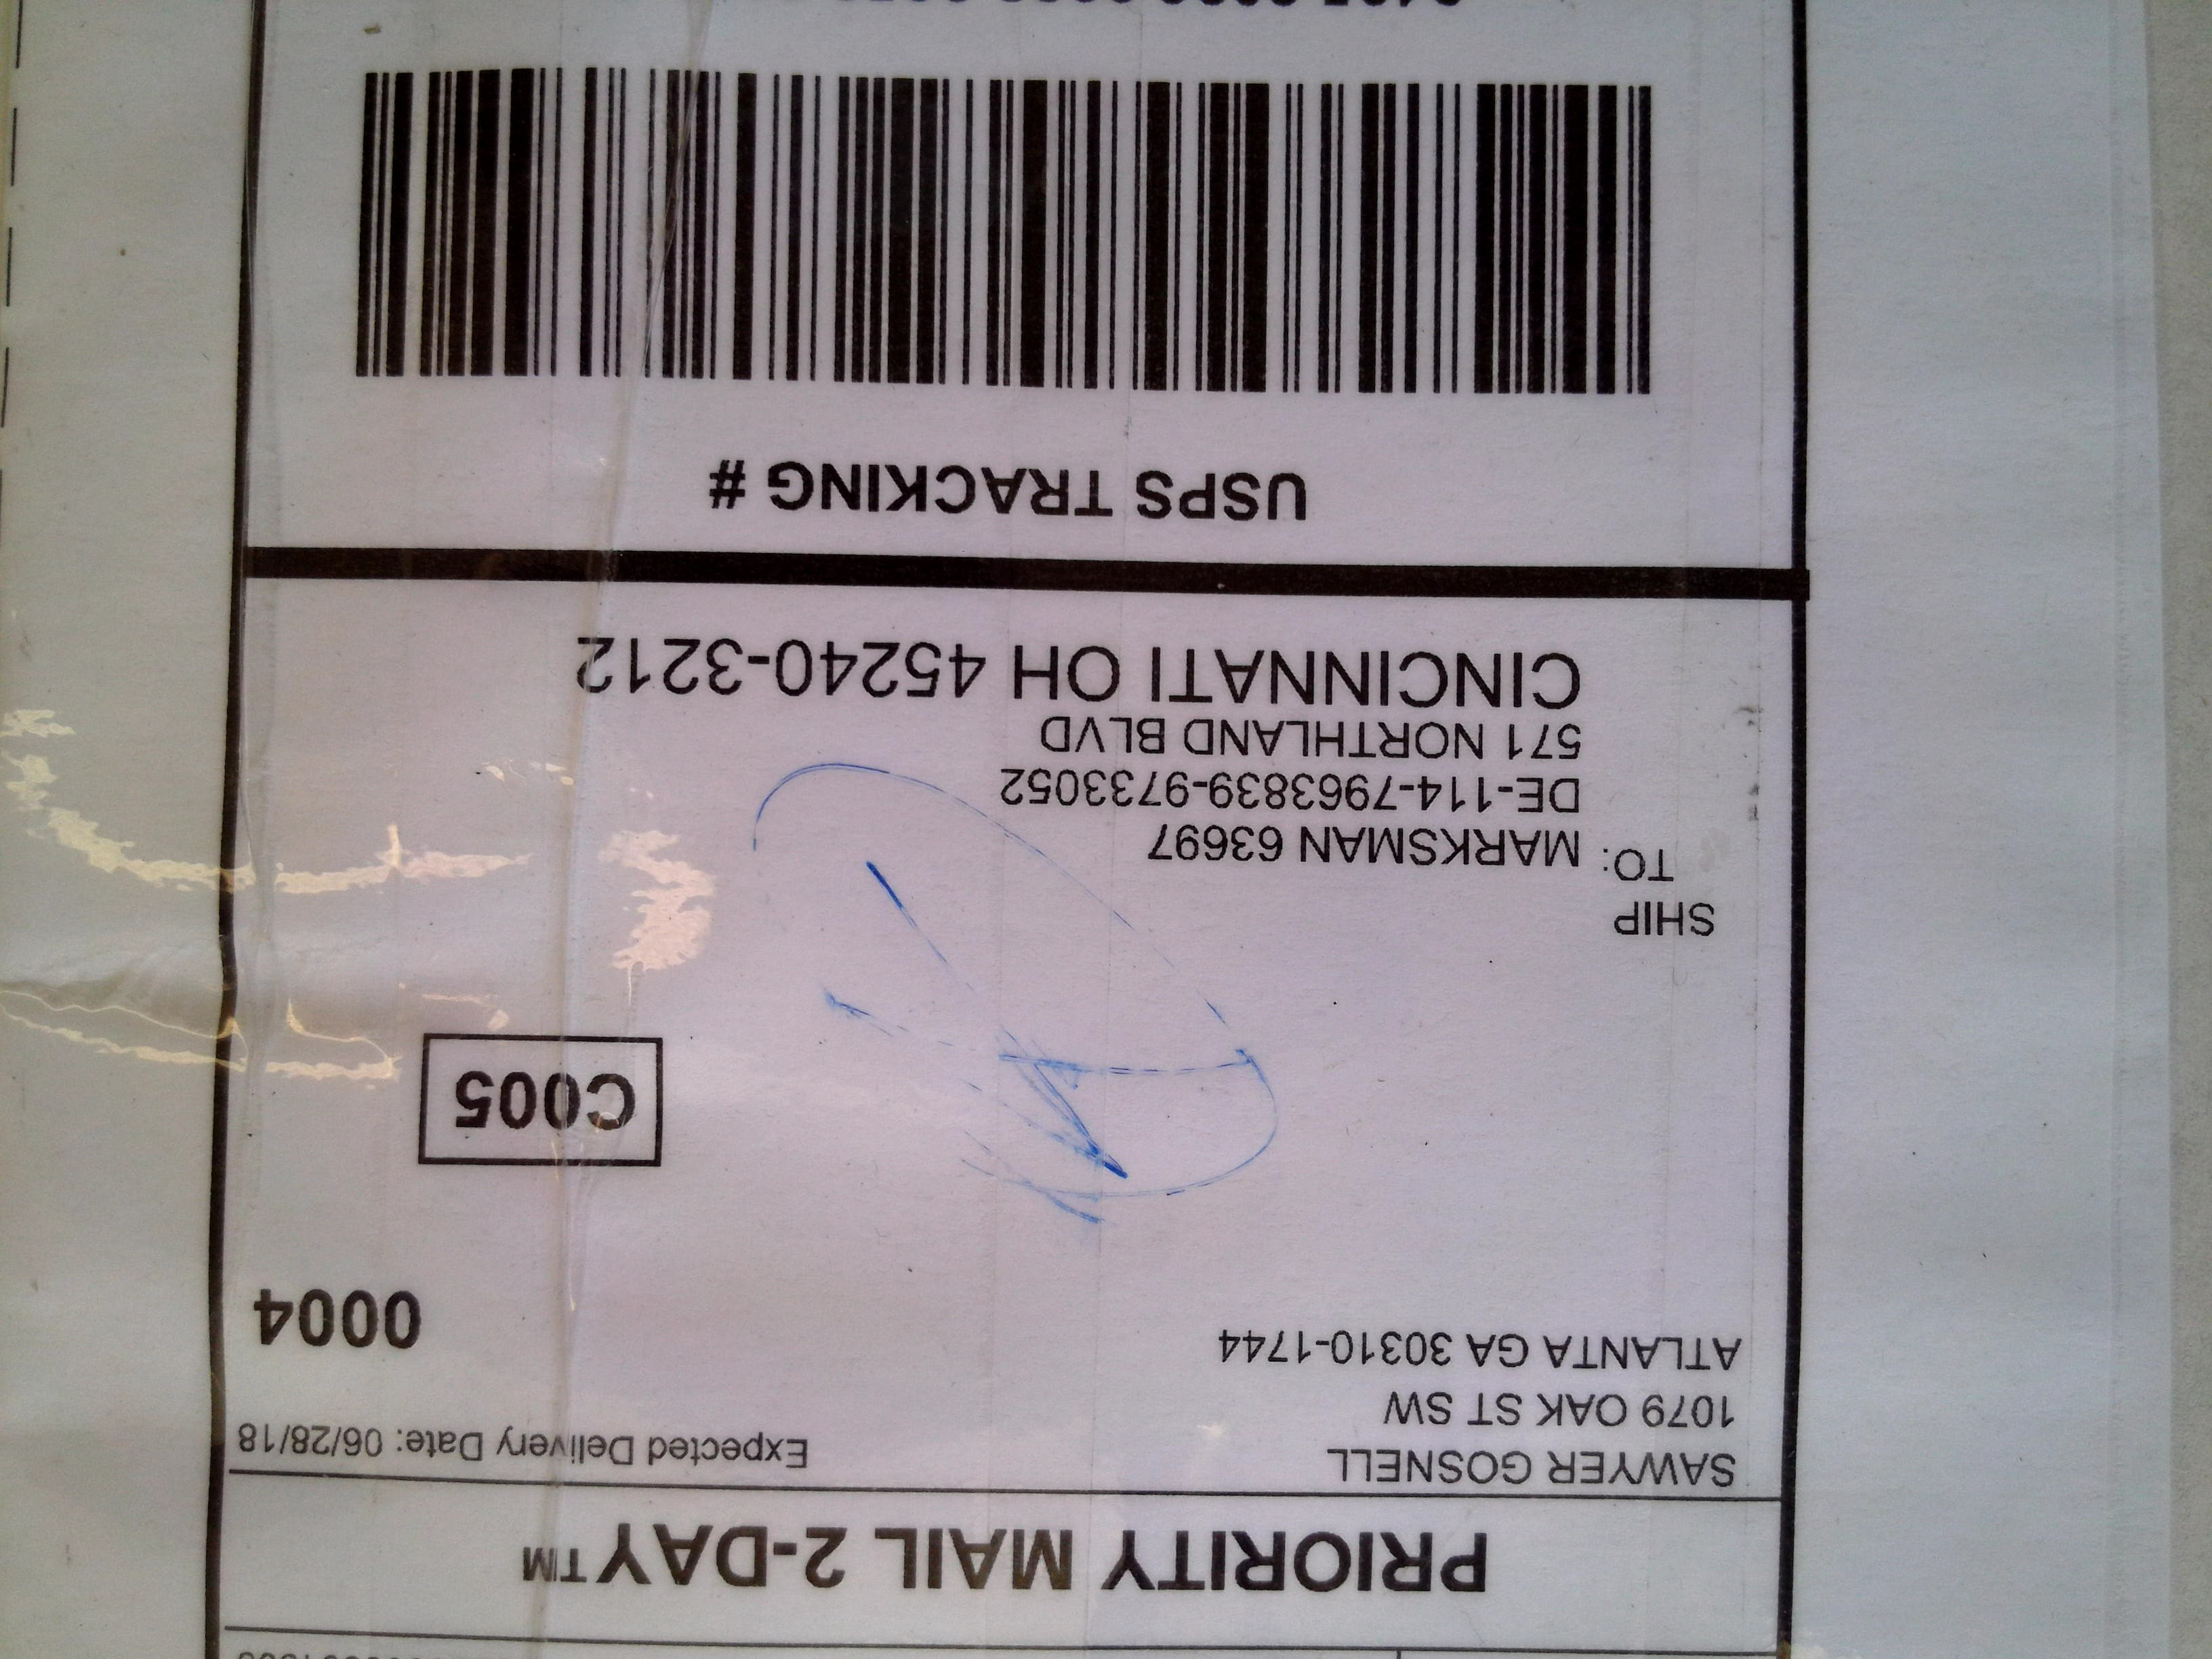 PRIORITY MAIL 2-DAY™
SAWYER GOSNELL
1079 OAK ST SW
ATLANTA GA 30310-1744
Expected Delivery Date: 06/28/18
0004
C005
SHIP
TO:
MARKSMAN 63697
DE-114-7963839-9733052
571 NORTHLAND BLVD
CINCINNATI OH 45240-3212
USPS TRACKING #